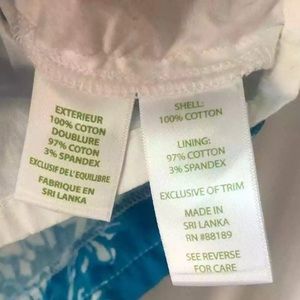 EXTERIEUR
100% COTON
DOUBLURE
97% COTON
3% SPANDEX
EXCLUSIF DE L'EQUILIBRE
FABRIQUE EN
SRI LANKA
SHELL:
100% COTTON
LINING:
97% COTTON
3% SPANDEX
EXCLUSIVE OF TRIM
MADE IN
SRI LANKA
RN #88189
SEE REVERSE
FOR CARE